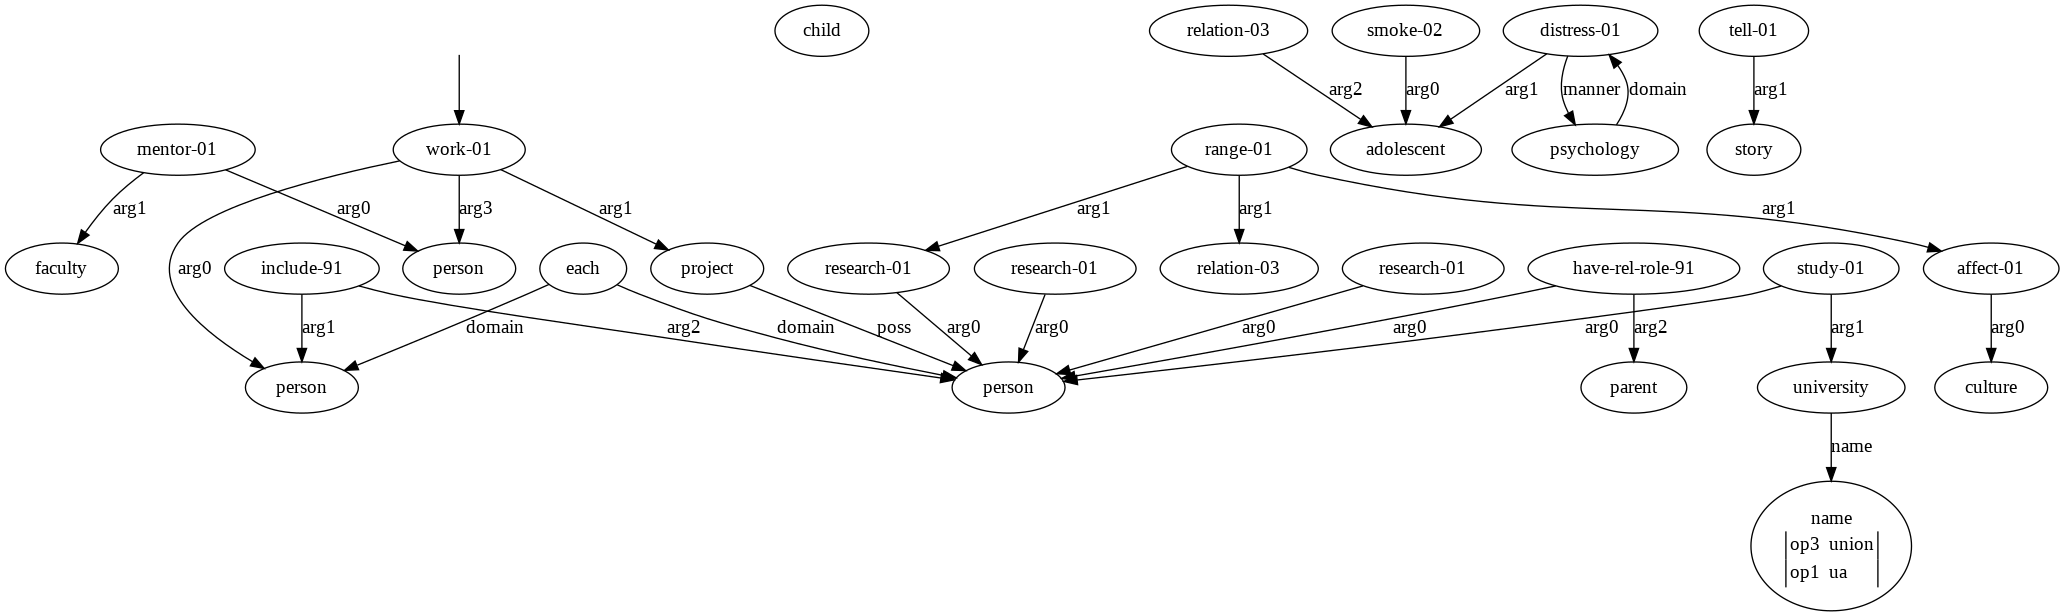 child
relation-03
smoke-02
distress-01
tell-01
arg2
arg0
arg1
manner
domain
arg1
mentor-01
work-01
range-01
adolescent
psychology
story
arg1
arg0
arg3
arg1
arg1
arg1
arg1
faculty
arg0
include-91
person
each
project
research-01
research-01
relation-03
research-01
have-rel-role-91
study-01
affect-01
arg1
domain
arg2
domain
poss
arg0
arg0
arg0
arg0
arg2
arg0
arg1
arg0
person
person
parent
university
culture
name
name
op3 union
op1 ua